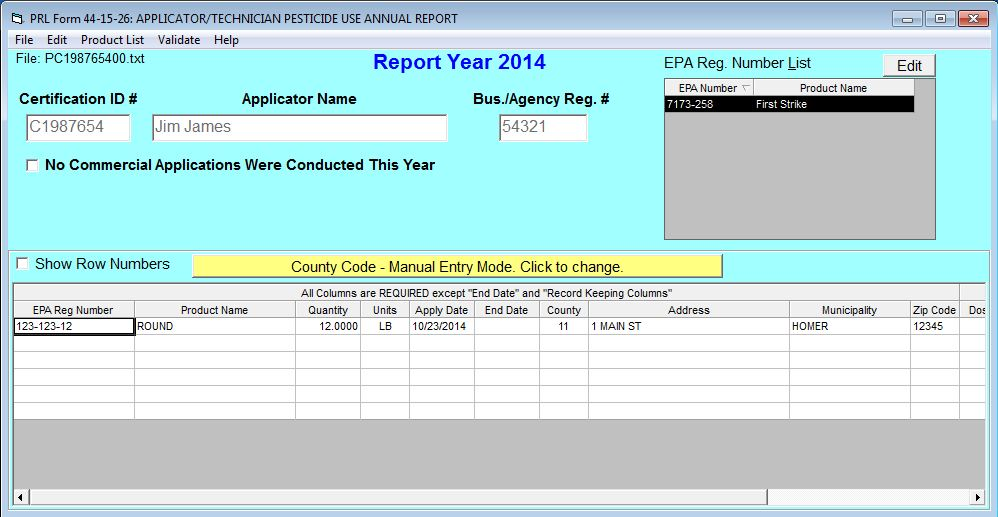 PRL Form 44-15-26: APPLICATOR/TECHNICIAN PESTICIDE USE ANNUAL REPORT
File Edit Product List Validate Help
File: PC198765400.txt
Report Year 2014
EPA Reg. Number List
Edit
Certification ID # Applicator Name Bus./Agency Reg. #
C1987654 Jim James 54321
EPA Number Product Name
7173-258 First Strike
No Commercial Applications Were Conducted This Year
Show Row Numbers
County Code - Manual Entry Mode. Click to change.
All Columns are REQUIRED except "End Date" and "Record Keeping Columns"
EPA Reg Number Product Name Quantity Units Apply Date End Date County Address Municipality Zip Code Dos
123-123-12 ROUND 12.0000 LB 10/23/2014 11 1 MAIN ST HOMER 12345